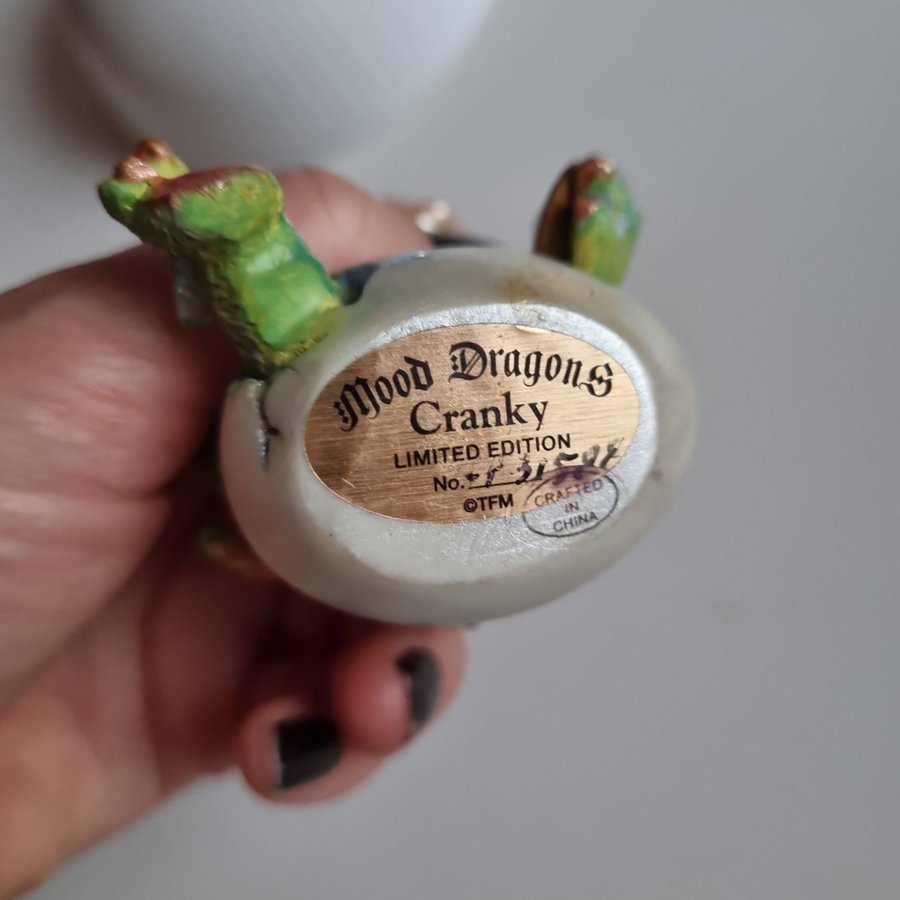 Mood Dragons
Cranky
LIMITED EDITION
No.
©TFM
CRAFTED
IN
CHINA